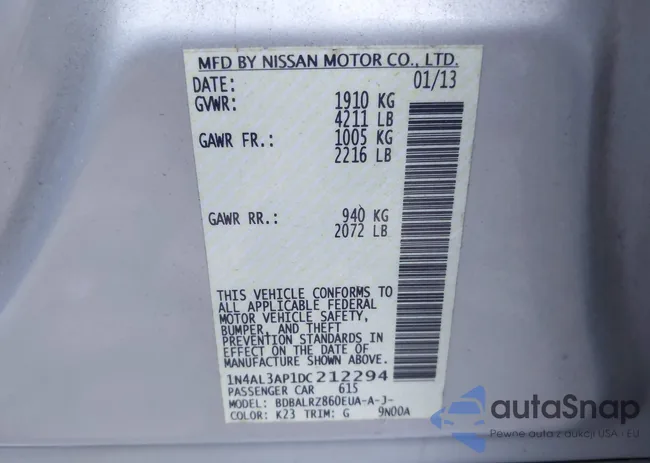 MFD BY NISSAN MOTOR CO., LTD.
DATE: 01/13
GVWR: 1910 KG
4211 LB
GAWR FR.: 1005 KG
2216 LB
GAWR RR.: 940 KG
2072 LB
THIS VEHICLE CONFORMS TO
ALL APPLICABLE FEDERAL
MOTOR VEHICLE SAFETY,
BUMPER, AND THEFT
PREVENTION STANDARDS IN
EFFECT ON THE DATE OF
MANUFACTURE SHOWN ABOVE.
1N4AL3AP1DC212294
PASSENGER CAR 615
MODEL: BDBALRZ860EUA-A-J-
COLOR: K23 TRIM: G 9N00A
autoSnap
Pewne auta z aukcji USA - EU